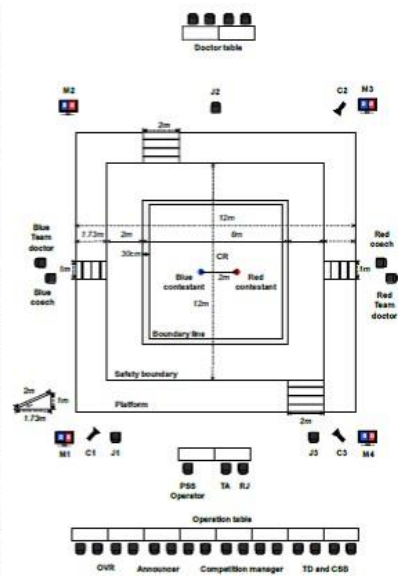 Doctor table
M2
J2
C2
M3
2m
12m
1.73m
2m
8m
Blue
Team
doctor
Red
coach
30cm
CR
Blue
contestant
2m
Red
contestant
1m
Blue
coach
Red
Team
doctor
12m
Boundary line
Safety boundary
2m
1m
1.73m
Platform
2m
M1
C1
J1
J3
C3
M4
PSS
Operator
TA
RJ
Operation table
OVR
Announcer
Competition manager
TD and CSB